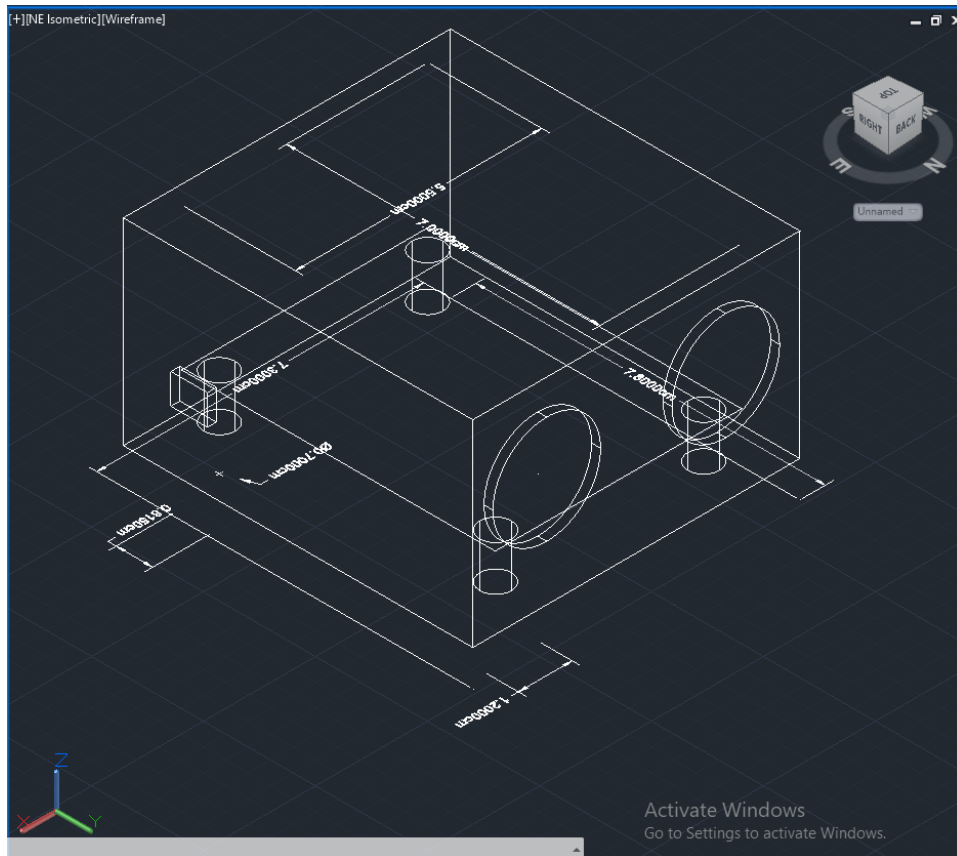 [+][NE Isometric][Wireframe]
TOP
RIGHT
BACK
S
W
E
N
Unnamed
5.5000cm
7.0000cm
7.3000cm
7.8000cm
Ø0.7000cm
0.8150cm
1.2000cm
Z
X
Y
Activate Windows
Go to Settings to activate Windows.